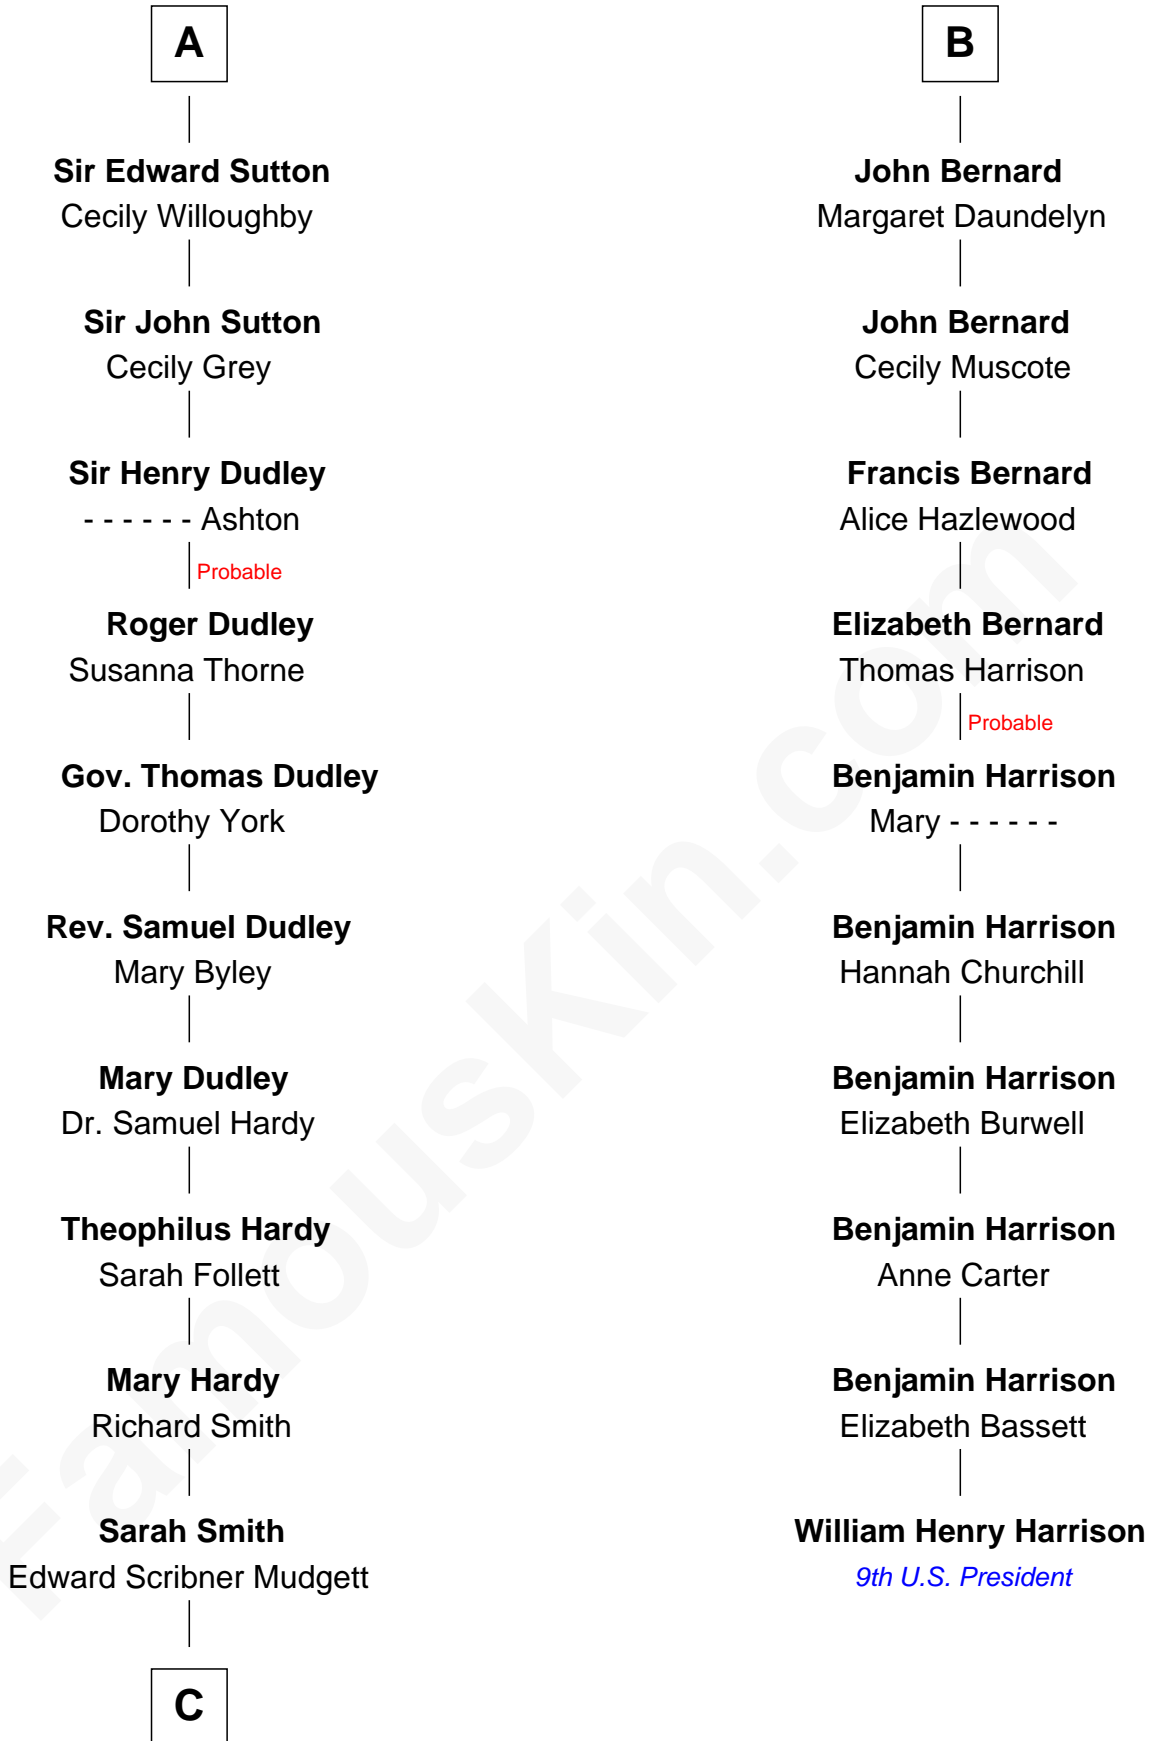 A
Sir Edward Sutton
Cecily Willoughby
Sir John Sutton
Cecily Grey
Sir Henry Dudley
- - - - - - Ashton
Probable
Roger Dudley
Susanna Thorne
Gov. Thomas Dudley
Dorothy York
Rev. Samuel Dudley
Mary Byley
Mary Dudley
Dr. Samuel Hardy
Theophilus Hardy
Sarah Follett
Mary Hardy
Richard Smith
Sarah Smith
Edward Scribner Mudgett
C
B
John Bernard
Margaret Daundelyn
John Bernard
Cecily Muscote
Francis Bernard
Alice Hazlewood
Elizabeth Bernard
Thomas Harrison
Probable
Benjamin Harrison
Mary - - - - - -
Benjamin Harrison
Hannah Churchill
Benjamin Harrison
Elizabeth Burwell
Benjamin Harrison
Anne Carter
Benjamin Harrison
Elizabeth Bassett
William Henry Harrison
9th U.S. President
FamousKin.com